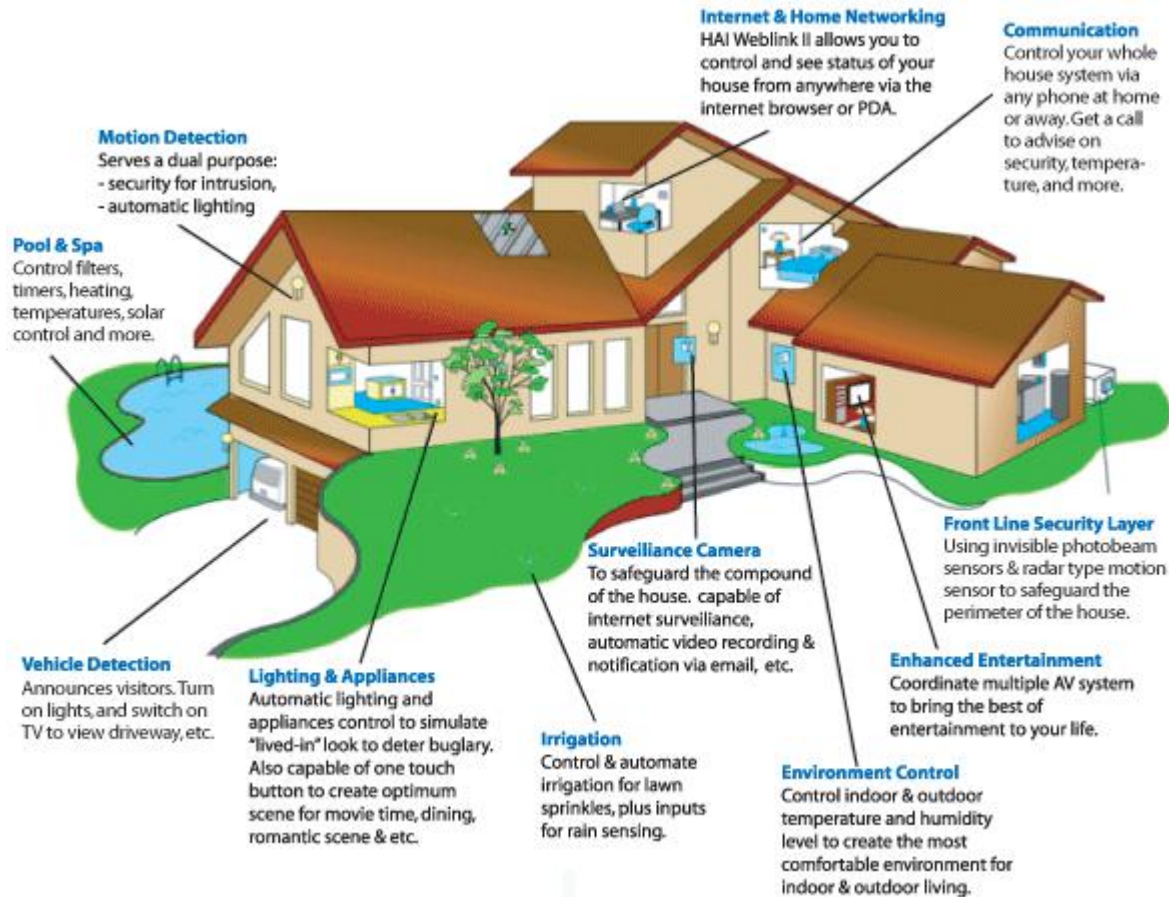 Internet & Home Networking
HAI Weblink II allows you to
control and see status of your
house from anywhere via the
internet browser or PDA.
Communication
Control your whole
house system via
any phone at home
or away. Get a call
to advise on
security, tempera-
ture, and more.
Motion Detection
Serves a dual purpose:
- security for intrusion,
- automatic lighting
Pool & Spa
Control filters,
timers, heating,
temperatures, solar
control and more.
Vehicle Detection
Announces visitors. Turn
on lights, and switch on
TV to view driveway, etc.
Lighting & Appliances
Automatic lighting and
appliances control to simulate
"lived-in" look to deter buglary.
Also capable of one touch
button to create optimum
scene for movie time, dining,
romantic scene & etc.
Irrigation
Control & automate
irrigation for lawn
sprinkles, plus inputs
for rain sensing.
Surveiliance Camera
To safeguard the compound
of the house. capable of
internet surveillance,
automatic video recording &
notification via email, etc.
Front Line Security Layer
Using invisible photobeam
sensors & radar type motion
sensor to safeguard the
perimeter of the house.
Enhanced Entertainment
Coordinate multiple AV system
to bring the best of
entertainment to your life.
Environment Control
Control indoor & outdoor
temperature and humidity
level to create the most
comfortable environment for
indoor & outdoor living.